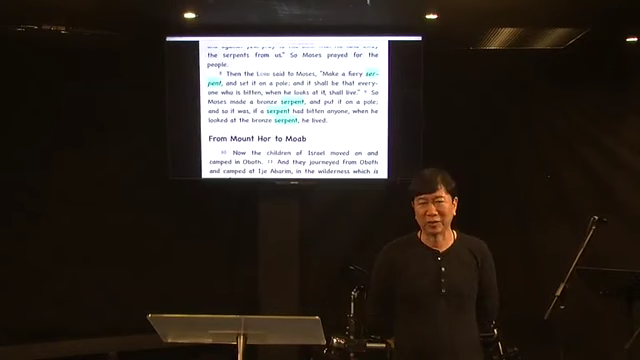 the serpents from us." So Moses prayed for the
people.
8 Then the LORD said to Moses, "Make a fiery ser-
pent, and set it on a pole; and it shall be that every-
one who is bitten, when he looks at it, shall live." 9 So
Moses made a bronze serpent, and put it on a pole;
and so it was, if a serpent had bitten anyone, when he
looked at the bronze serpent, he lived.
From Mount Hor to Moab
10 Now the children of Israel moved on and
camped in Oboth. 11 And they journeyed from Oboth
and camped at Ije Abarim, in the wilderness which is